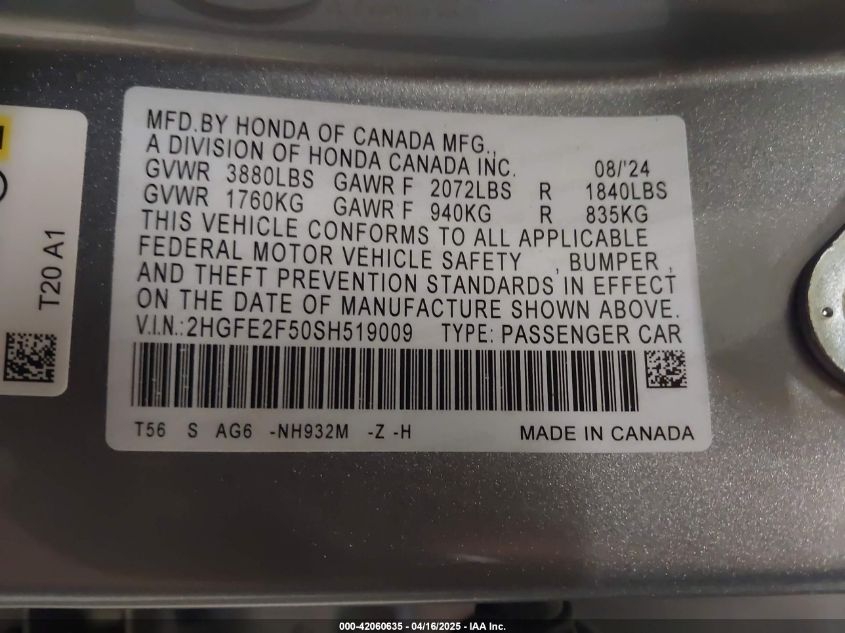 MFD.BY HONDA OF CANADA MFG.,
A DIVISION OF HONDA CANADA INC. 08/'24
GVWR 3880LBS GAWR F 2072LBS R 1840LBS
GVWR 1760KG GAWR F 940KG R 835KG
THIS VEHICLE CONFORMS TO ALL APPLICABLE
FEDERAL MOTOR VEHICLE SAFETY , BUMPER ,
AND THEFT PREVENTION STANDARDS IN EFFECT
ON THE DATE OF MANUFACTURE SHOWN ABOVE.
V.I.N.:2HGFE2F50SH519009 TYPE: PASSENGER CAR
T56 S AG6 -NH932M -Z -H MADE IN CANADA
T20 A1
000-42060635 - 04/16/2025 - IAA Inc.